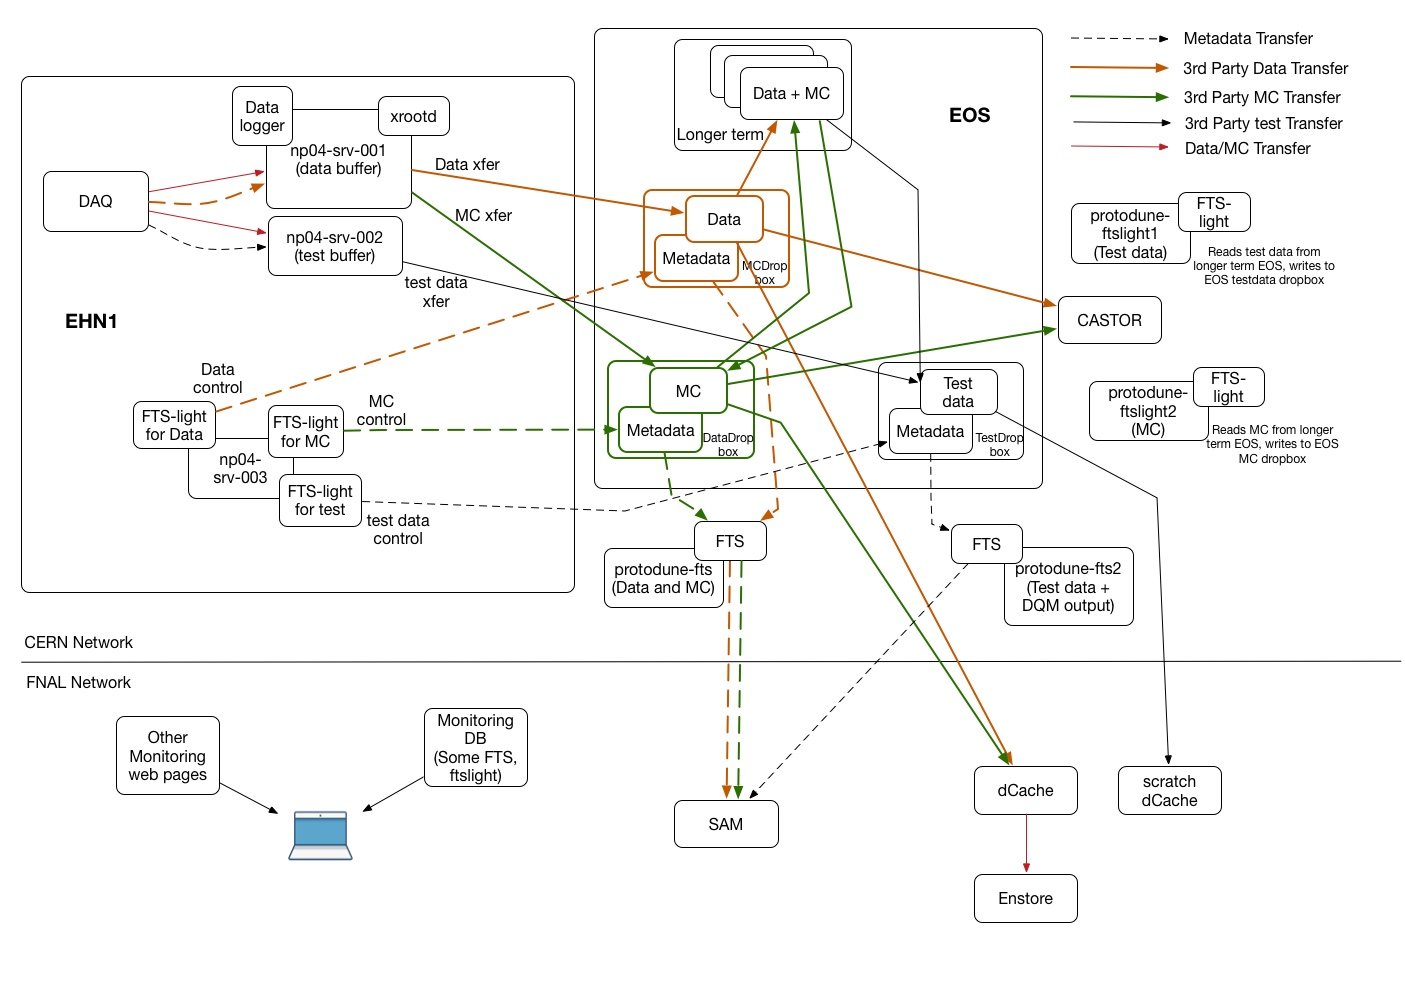 EOS
Metadata Transfer
3rd Party Data Transfer
3rd Party MC Transfer
3rd Party test Transfer
Data/MC Transfer
Data
logger
xrootd
np04-srv-001
(data buffer)
DAQ
np04-srv-002
(test buffer)
Data xfer
MC xfer
test data
xfer
EHN1
Data
control
FTS-light
for Data
FTS-light
for MC
MC
control
np04-
srv-003
FTS-light
for test
test data
control
Data + MC
Longer term
Data
Metadata
MCDrop
box
MC
Metadata
DataDrop
box
Test
data
Metadata
TestDrop
box
FTS-
light
protodune-
ftslight1
(Test data)
Reads test data from
longer term EOS, writes to
EOS testdata dropbox
CASTOR
FTS-
light
protodune-
ftslight2
(MC)
Reads MC from longer
term EOS, writes to EOS
MC dropbox
FTS
protodune-fts
(Data and MC)
FTS
protodune-fts2
(Test data +
DQM output)
CERN Network
FNAL Network
Other
Monitoring
web pages
Monitoring
DB
(Some FTS,
ftslight)
SAM
dCache
scratch
dCache
Enstore